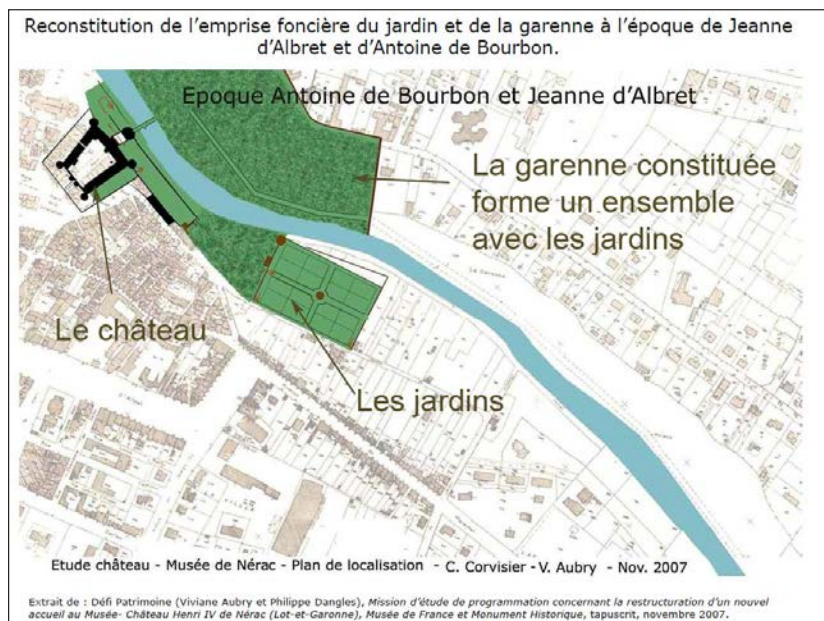 Reconstitution de l'emprise foncière du jardin et de la garenne à l'époque de Jeanne
d'Albret et d'Antoine de Bourbon.
Epoque Antoine de Bourbon et Jeanne d'Albret
La garenne constituée
forme un ensemble
avec les jardins
Le château
Les jardins
Etude château - Musée de Nérac - Plan de localisation - C. Corvisier - V. Aubry - Nov. 2007
Extrait de : Défi Patrimoine (Viviane Aubry et Philippe Dangles), Mission d'étude de programmation concernant la restructuration d'un nouvel
accueil au Musée- Château Henri IV de Nérac (Lot-et-Garonne), Musée de France et Monument Historique, tapuscrit, novembre 2007.